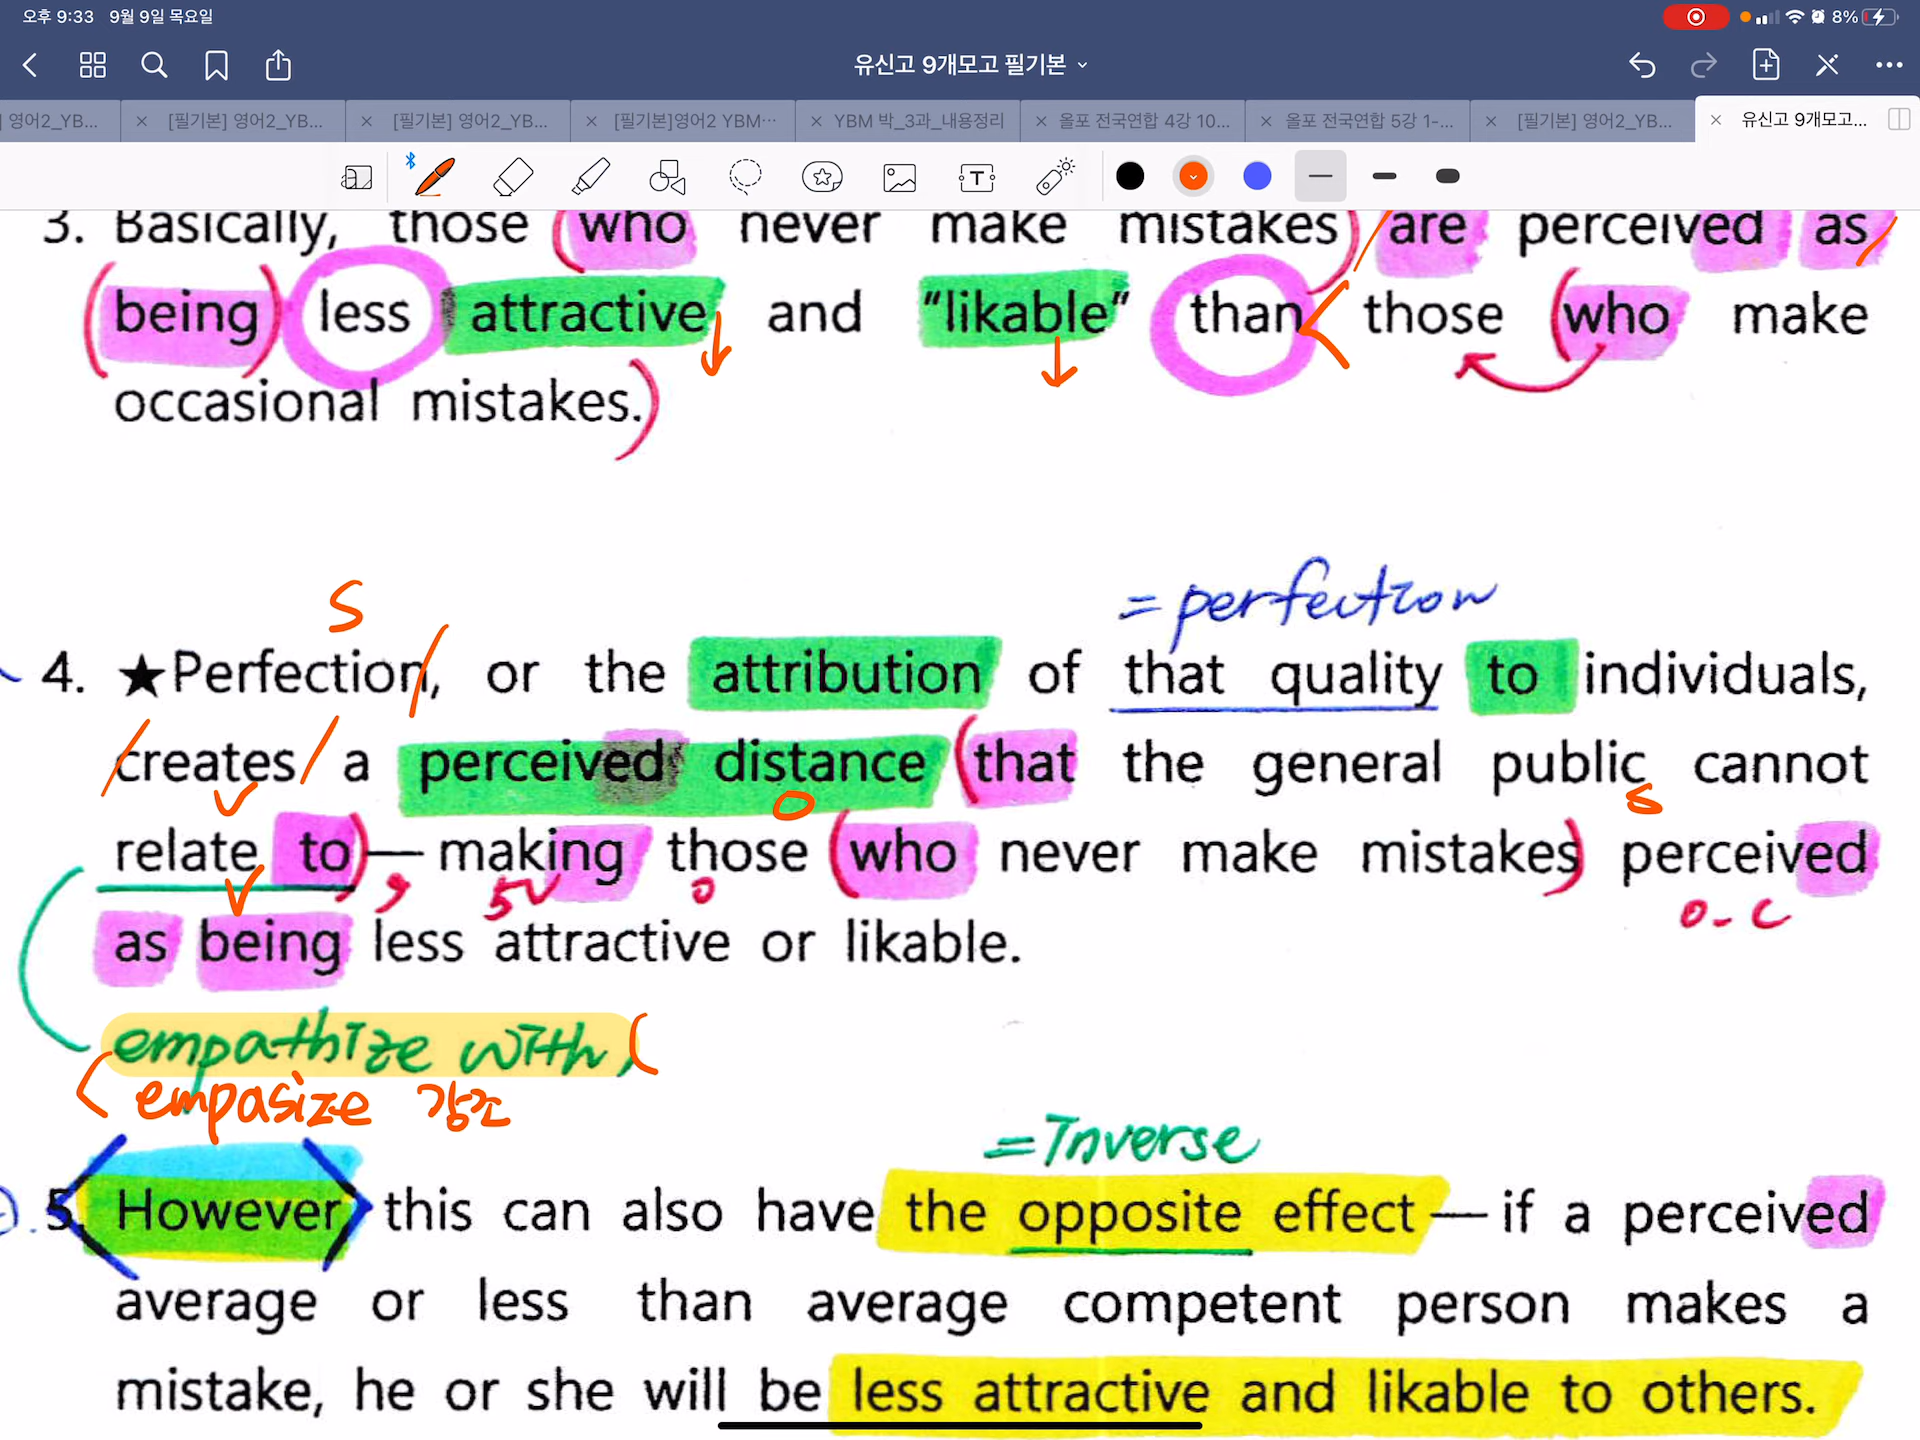 오후 9:33 9월 9일 목요일
8%
유신고 9개모고 필기본
영어2_YB...
[필기본] 영어2_YB...
[필기본] 영어2_YB...
[필기본]영어2 YBM...
YBM 박_3과_내용정리
올포 전국연합 4강 10...
올포 전국연합 5강 1-...
[필기본] 영어2_YB...
유신고 9개모고...
3. Basically, those (who never make mistakes) are perceived as
(being) less attractive and “likable” than those (who make
occasional mistakes.)
S
= perfection
4. ★Perfection, or the attribution of that quality to individuals,
creates a perceived distance (that the general public cannot
v O s
relate to) — making those (who never make mistakes) perceived
v , 5v o o-c
as being less attractive or likable.
empathize with
empasize 강조
= Inverse
5. However, this can also have the opposite effect — if a perceived
average or less than average competent person makes a
mistake, he or she will be less attractive and likable to others.